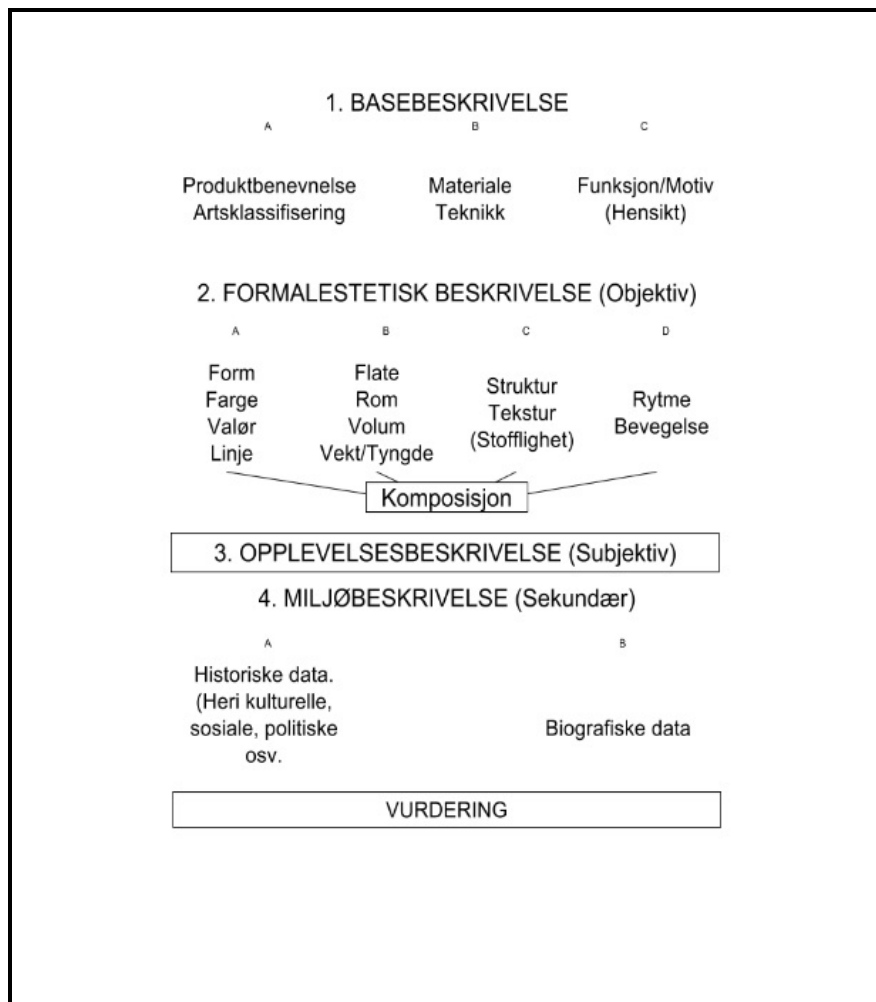 1. BASEBESKRIVELSE
A B C
Produktbenevnelse Materiale Funksjon/Motiv
Artsklassifisering Teknikk (Hensikt)
2. FORMALESTETISK BESKRIVELSE (Objektiv)
A B C D
Form
Farge
Valør
Linje
Flate
Rom
Volum
Vekt/Tyngde
Struktur
Tekstur
(Stofflighet)
Rytme
Bevegelse
Komposisjon
3. OPPLEVELSESBESKRIVELSE (Subjektiv)
4. MILJØBESKRIVELSE (Sekundær)
A B
Historiske data.
(Heri kulturelle,
sosiale, politiske
osv.
Biografiske data
VURDERING